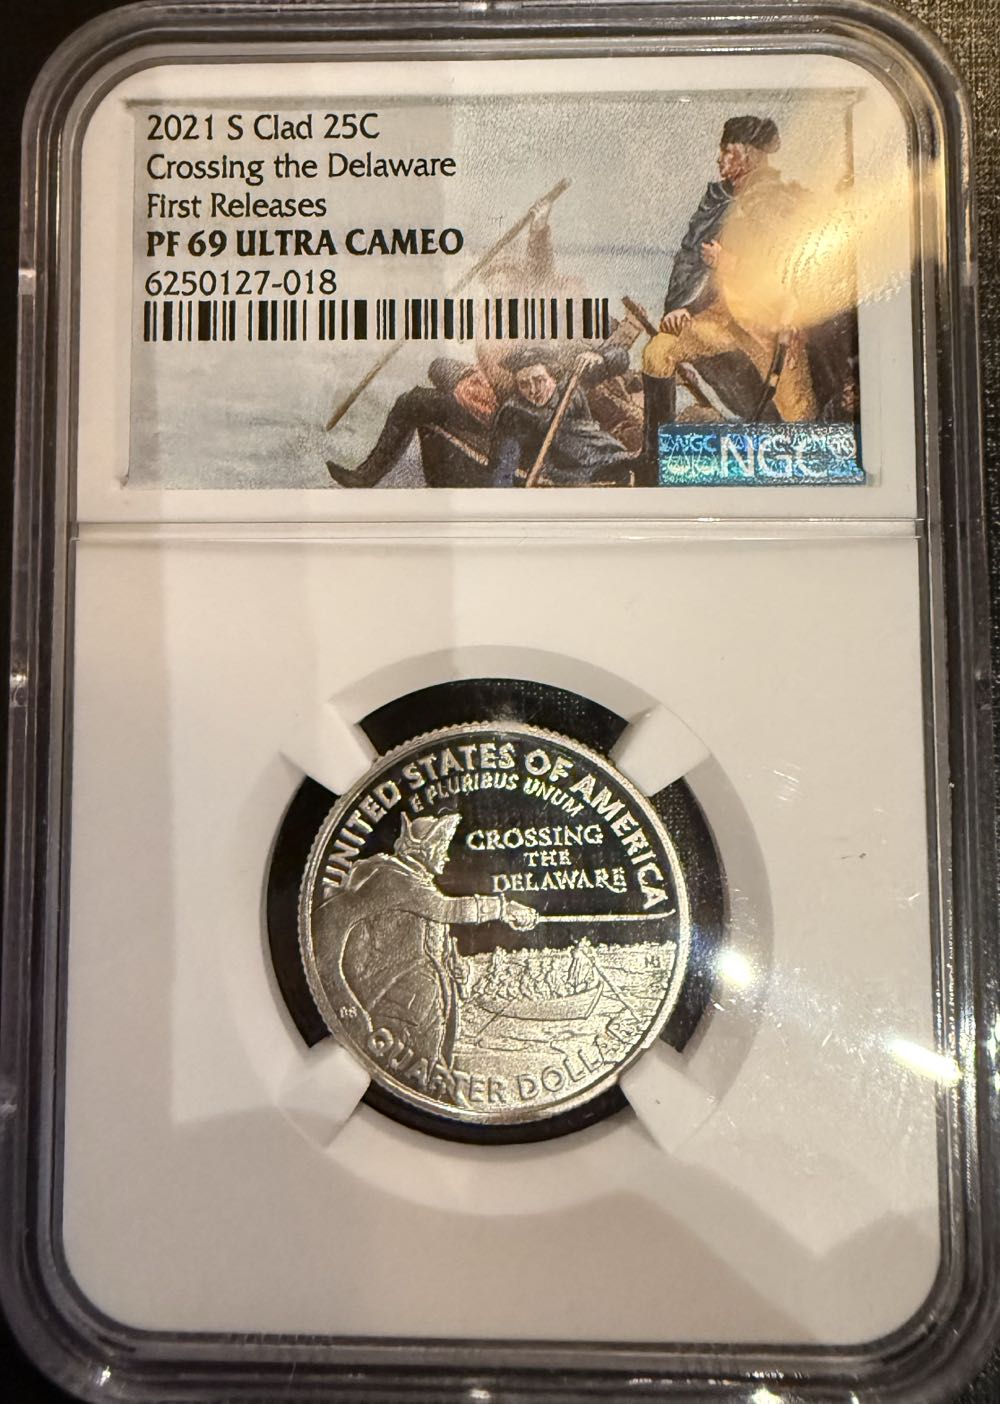 2021 S Clad 25C
Crossing the Delaware
First Releases
PF 69 ULTRA CAMEO
6250127-018
NGC
UNITED STATES OF AMERICA
E PLURIBUS UNUM
CROSSING
THE
DELAWARE
BS
QUARTER DOLLAR